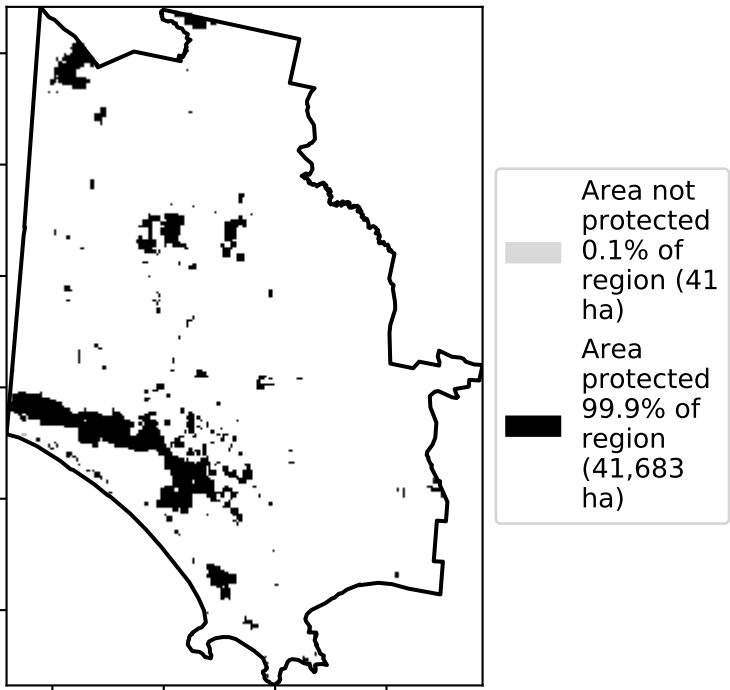 Area not
protected
0.1% of
region (41
ha)
Area
protected
99.9% of
region
(41,683
ha)